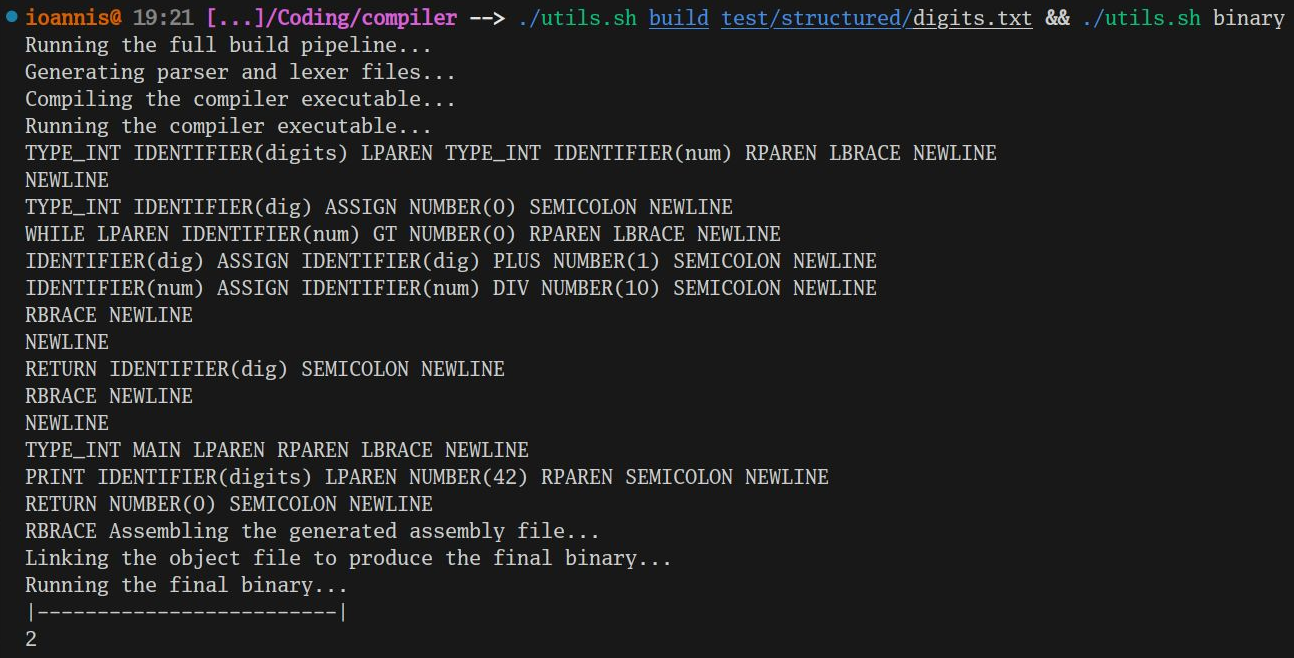 ioannis@ 19:21 [...]/Coding/compiler --> ./utils.sh build test/structured/digits.txt && ./utils.sh binary
Running the full build pipeline...
Generating parser and lexer files...
Compiling the compiler executable...
Running the compiler executable...
TYPE_INT IDENTIFIER(digits) LPAREN TYPE_INT IDENTIFIER(num) RPAREN LBRACE NEWLINE
NEWLINE
TYPE_INT IDENTIFIER(dig) ASSIGN NUMBER(0) SEMICOLON NEWLINE
WHILE LPAREN IDENTIFIER(num) GT NUMBER(0) RPAREN LBRACE NEWLINE
IDENTIFIER(dig) ASSIGN IDENTIFIER(dig) PLUS NUMBER(1) SEMICOLON NEWLINE
IDENTIFIER(num) ASSIGN IDENTIFIER(num) DIV NUMBER(10) SEMICOLON NEWLINE
RBRACE NEWLINE
NEWLINE
RETURN IDENTIFIER(dig) SEMICOLON NEWLINE
RBRACE NEWLINE
NEWLINE
TYPE_INT MAIN LPAREN RPAREN LBRACE NEWLINE
PRINT IDENTIFIER(digits) LPAREN NUMBER(42) RPAREN SEMICOLON NEWLINE
RETURN NUMBER(0) SEMICOLON NEWLINE
RBRACE Assembling the generated assembly file...
Linking the object file to produce the final binary...
Running the final binary...
|-------------------------|
2